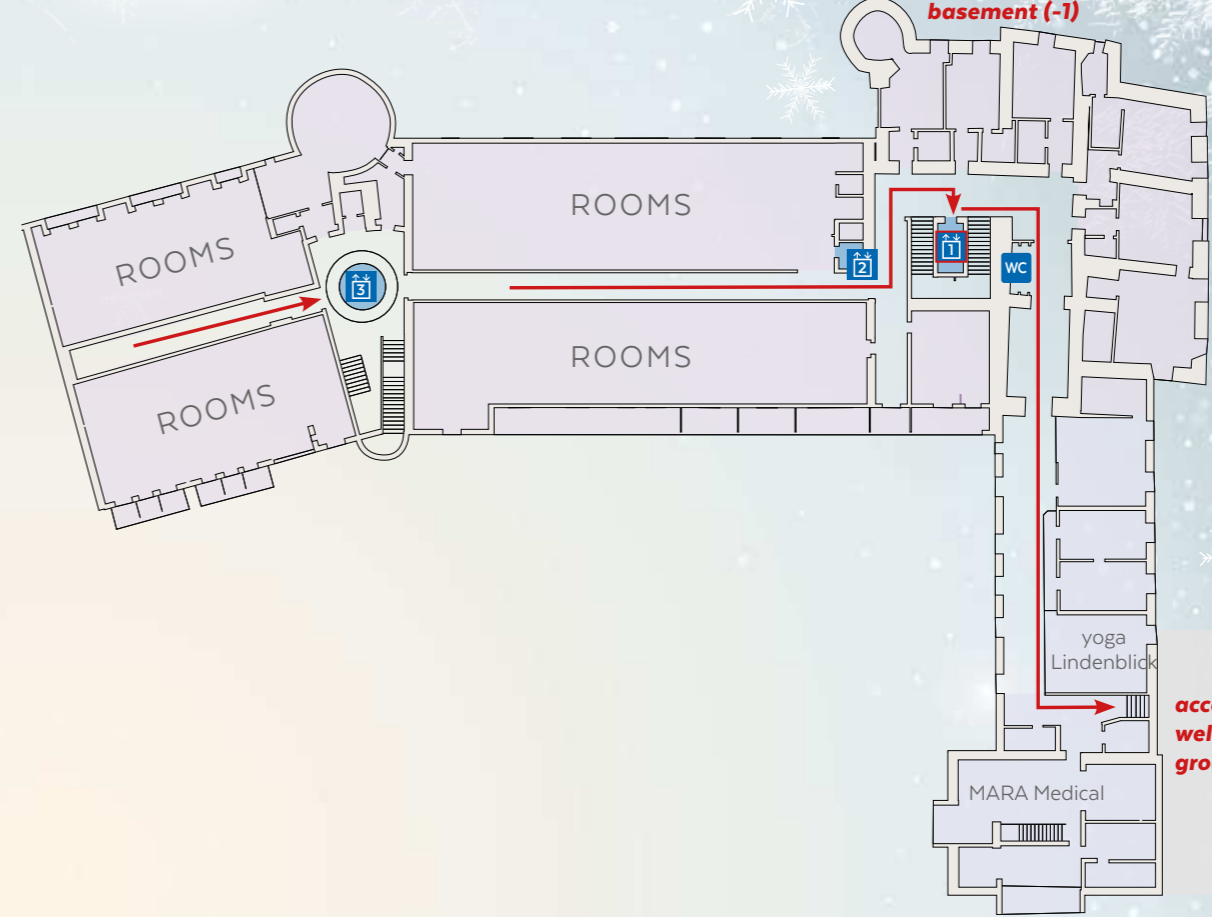 basement (-1)
ROOMS
ROOMS
3
2
1
WC
ROOMS
ROOMS
yoga
Lindenblick
acc
wel
gro
MARA Medical